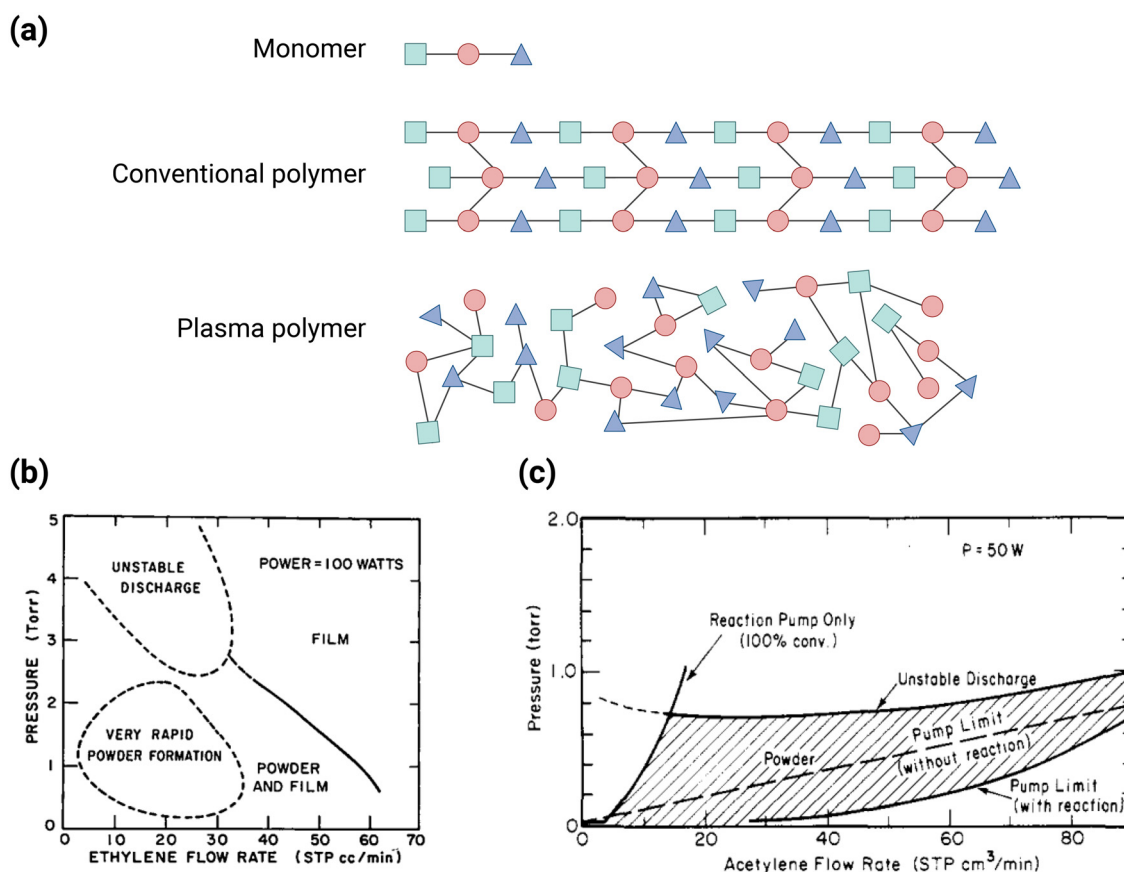 (a)
Monomer
Conventional polymer
Plasma polymer
(b)
5
4
3
2
1
0
PRESSURE (Torr)
UNSTABLE
DISCHARGE
POWER = 100 WATTS
FILM
VERY RAPID
POWDER FORMATION
POWDER
AND FILM
0 10 20 30 40 50 60 70
ETHYLENE FLOW RATE (STP cc/min)
(c)
2.0
1.0
0
Pressure (torr)
P = 50 W
Reaction Pump Only
(100% conv.)
Unstable Discharge
Powder
Pump Limit
(without reaction)
Pump Limit
(with reaction)
0 20 40 60 80
Acetylene Flow Rate (STP cm³/min)